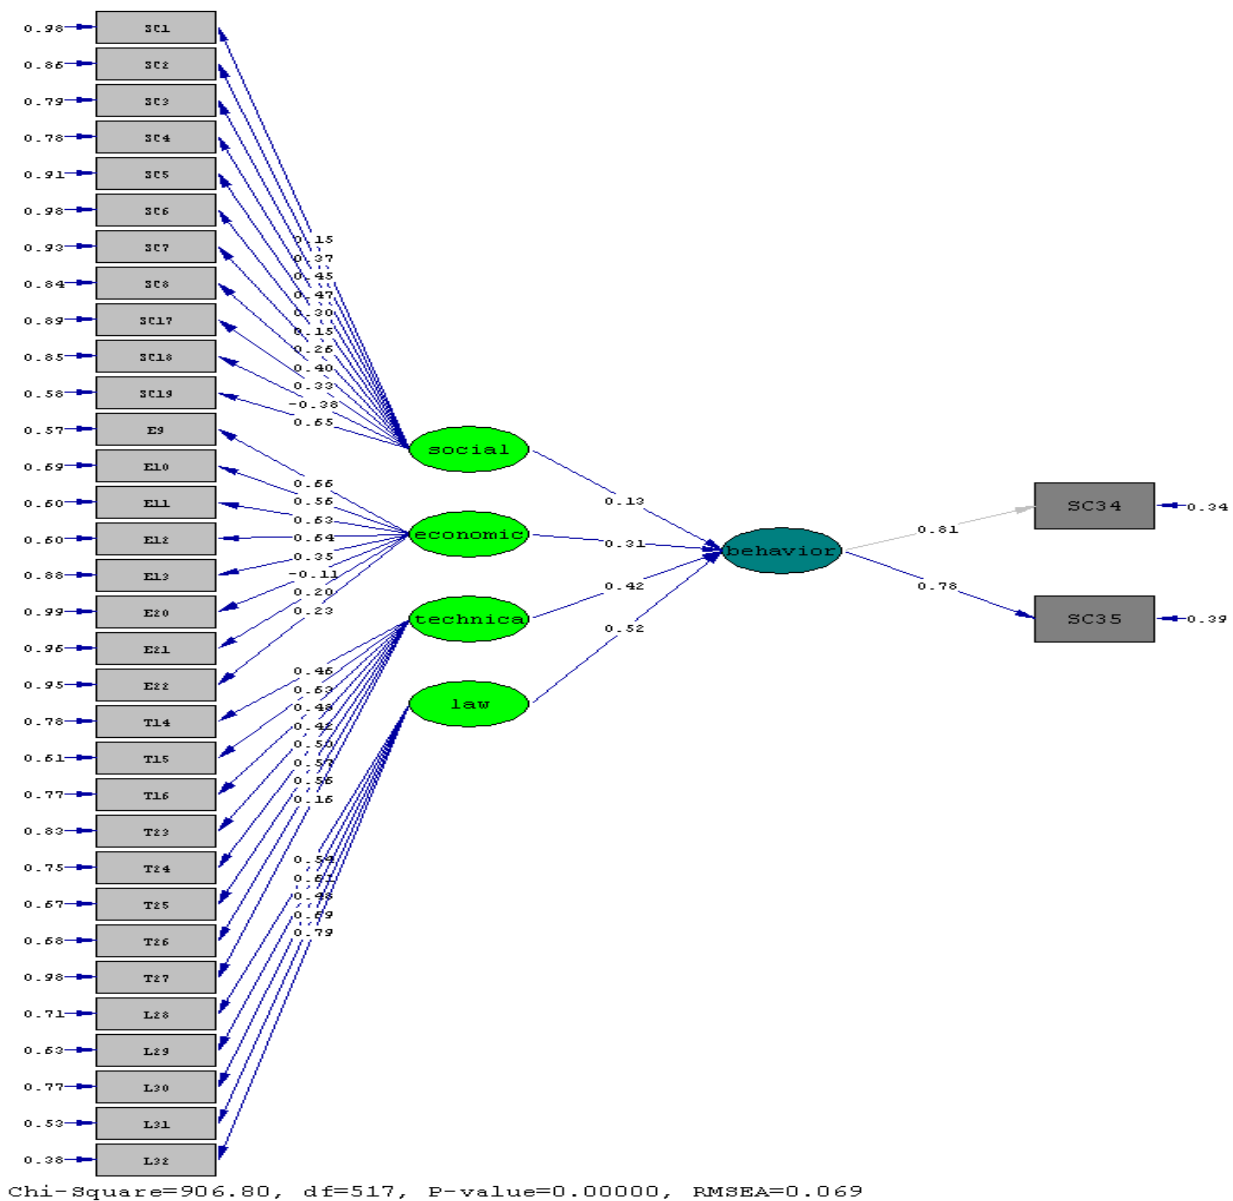 0.98 SC1
0.86 SC2
0.79 SC3
0.78 SC4
0.91 SC5
0.98 SC6
0.93 SC7
0.84 SC8
0.89 SC17
0.85 SC18
0.58 SC19
0.57 E9
0.69 E10
0.60 E11
0.60 E12
0.88 E13
0.99 E20
0.96 E21
0.95 E22
0.78 T14
0.61 T15
0.77 T16
0.83 T23
0.75 T24
0.67 T25
0.68 T26
0.98 T27
0.71 L28
0.63 L29
0.77 L30
0.53 L31
0.38 L32
0.15
0.37
0.45
0.47
0.30
0.15
0.26
0.40
0.33
-0.38
0.65
0.66
0.56
0.63
0.64
0.35
-0.11
0.20
0.23
0.46
0.63
0.48
0.42
0.50
0.57
0.56
0.16
0.54
0.61
0.48
0.69
0.79
social
economic
technica
law
0.13
0.31
0.42
0.52
behavior
0.81
0.78
SC34 0.34
SC35 0.39
Chi-Square=906.80, df=517, P-value=0.00000, RMSEA=0.069